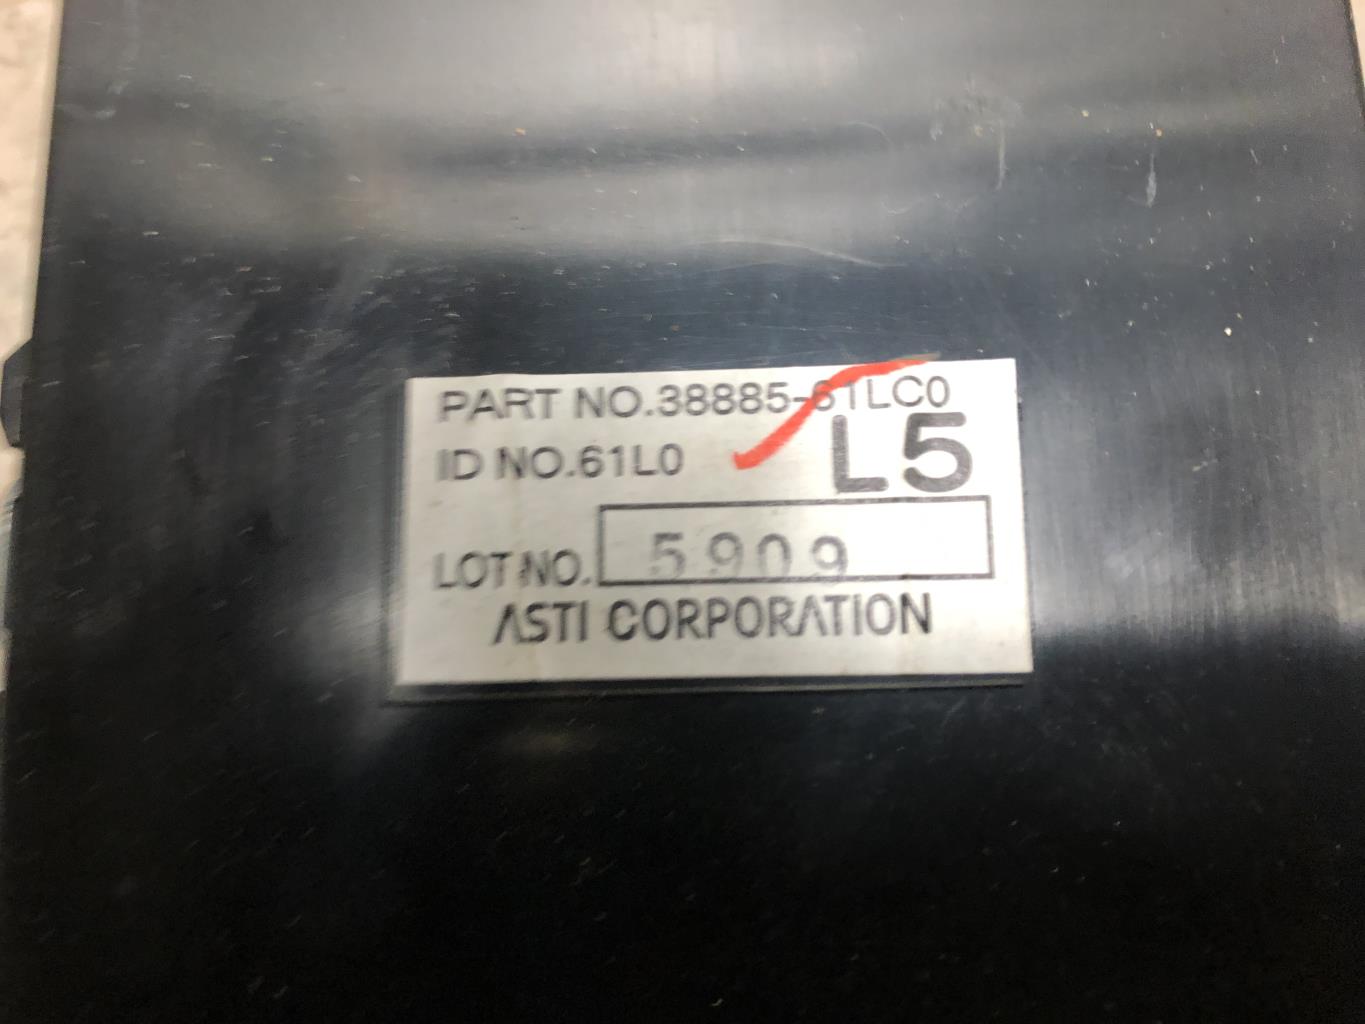 PART NO.38885-61LC0
ID NO.61L0
L5
LOT NO. 5909
ASTI CORPORATION